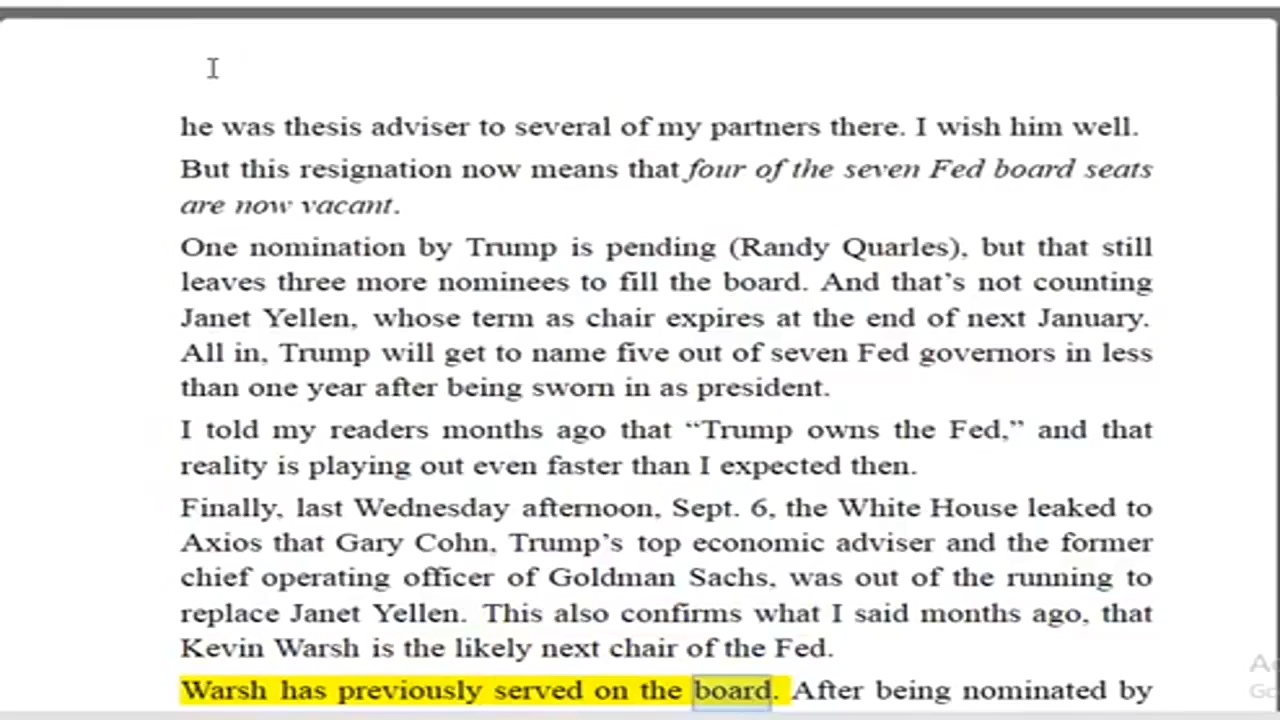 he was thesis adviser to several of my partners there. I wish him well.
But this resignation now means that four of the seven Fed board seats
are now vacant.
One nomination by Trump is pending (Randy Quarles), but that still
leaves three more nominees to fill the board. And that’s not counting
Janet Yellen, whose term as chair expires at the end of next January.
All in, Trump will get to name five out of seven Fed governors in less
than one year after being sworn in as president.
I told my readers months ago that “Trump owns the Fed,” and that
reality is playing out even faster than I expected then.
Finally, last Wednesday afternoon, Sept. 6, the White House leaked to
Axios that Gary Cohn, Trump’s top economic adviser and the former
chief operating officer of Goldman Sachs, was out of the running to
replace Janet Yellen. This also confirms what I said months ago, that
Kevin Warsh is the likely next chair of the Fed.
Warsh has previously served on the board. After being nominated by